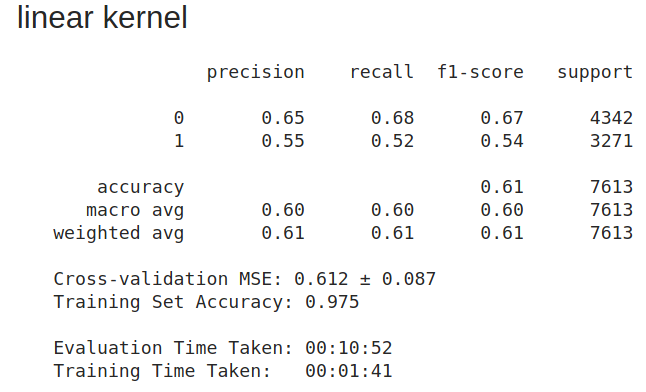 linear kernel
precision recall f1-score support
0 0.65 0.68 0.67 4342
1 0.55 0.52 0.54 3271
accuracy 0.61 7613
macro avg 0.60 0.60 0.60 7613
weighted avg 0.61 0.61 0.61 7613
Cross-validation MSE: 0.612 ± 0.087
Training Set Accuracy: 0.975
Evaluation Time Taken: 00:10:52
Training Time Taken: 00:01:41